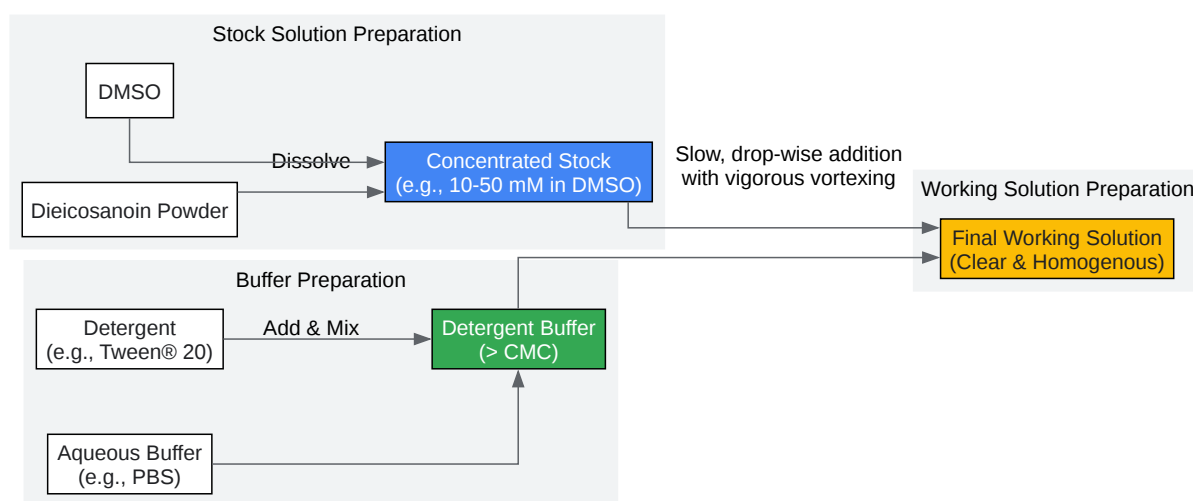 Stock Solution Preparation
DMSO
Dissolve
Dieicosanoin Powder
Concentrated Stock
(e.g., 10-50 mM in DMSO)
Slow, drop-wise addition
with vigorous vortexing
Working Solution Preparation
Final Working Solution
(Clear & Homogenous)
Buffer Preparation
Detergent
(e.g., Tween® 20)
Add & Mix
Detergent Buffer
(> CMC)
Aqueous Buffer
(e.g., PBS)